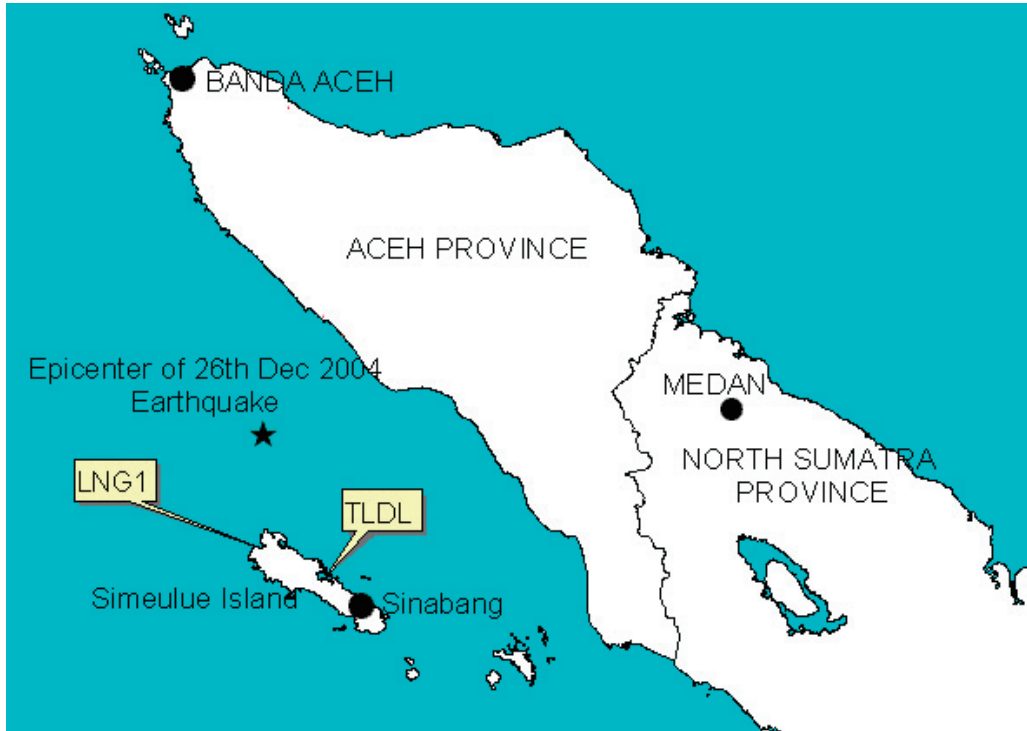 BANDA ACEH
ACEH PROVINCE
Epicenter of 26th Dec 2004
Earthquake
MEDAN
NORTH SUMATRA
PROVINCE
LNG1
TLDL
Simeulue Island
Sinabang